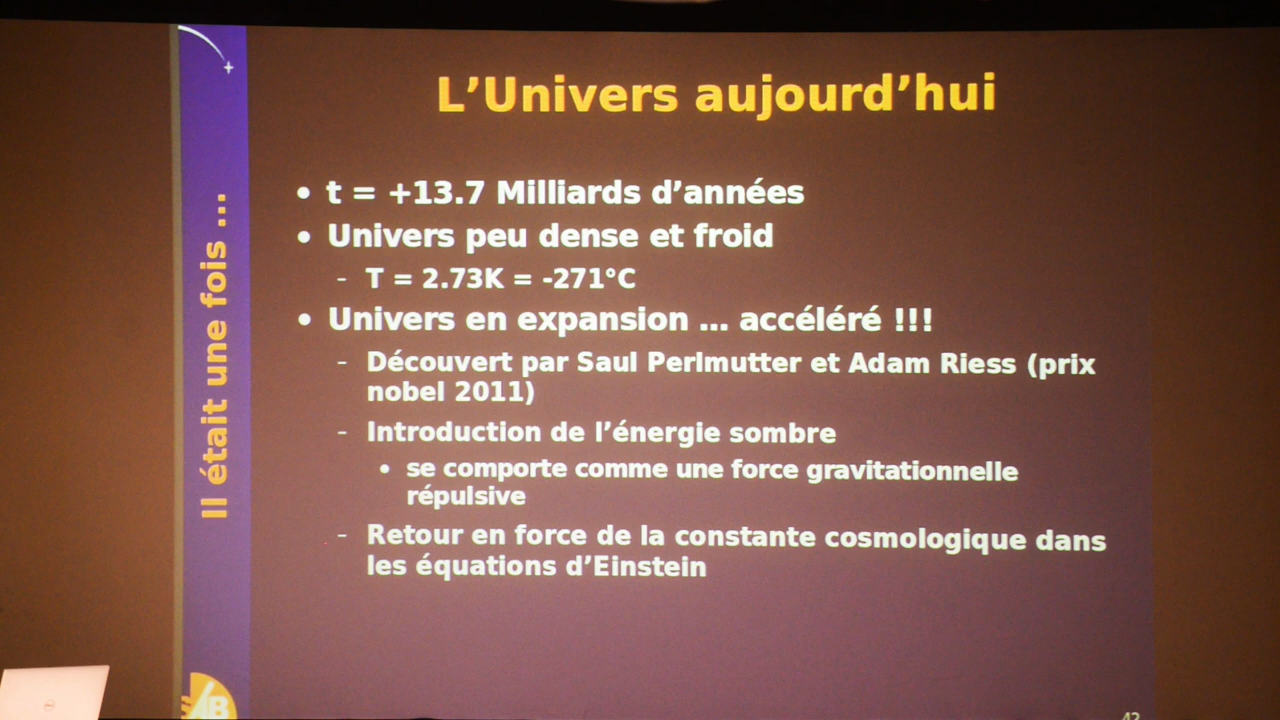 L'Univers aujourd'hui
• t = +13.7 Milliards d'années
• Univers peu dense et froid
- T = 2.73K = -271°C
• Univers en expansion ... accéléré !!!
- Découvert par Saul Perlmutter et Adam Riess (prix
nobel 2011)
- Introduction de l'énergie sombre
• se comporte comme une force gravitationnelle
répulsive
- Retour en force de la constante cosmologique dans
les équations d'Einstein
Il était une fois ...
42